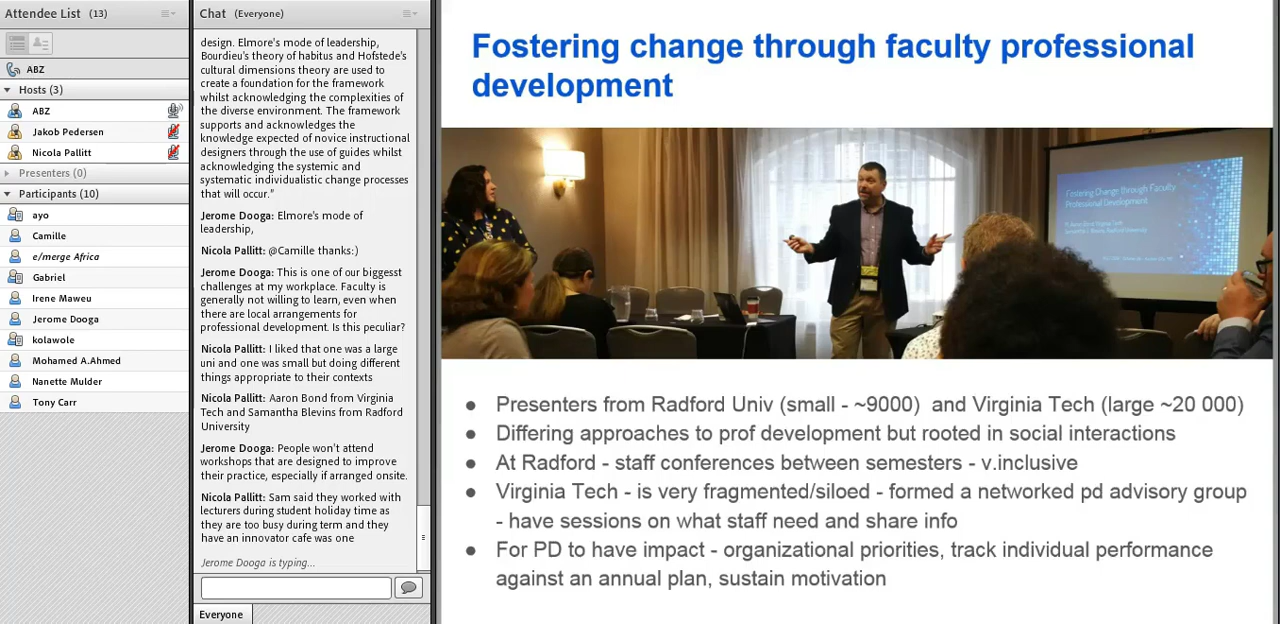 Attendee List (13)
ABZ
Hosts (3)
ABZ
Jakob Pedersen
Nicola Pallitt
Presenters (0)
Participants (10)
ayo
Camille
e/merge Africa
Gabriel
Irene Maweu
Jerome Dooga
kolawole
Mohamed A.Ahmed
Nanette Mulder
Tony Carr
Chat (Everyone)
design. Elmore's mode of leadership,
Bourdieu's theory of habitus and Hofstede's
cultural dimensions theory are used to
create a foundation for the framework
whilst acknowledging the complexities of
the diverse environment. The framework
supports and acknowledges the
knowledge expected of novice instructional
designers through the use of guides whilst
acknowledging the systemic and
systematic individualistic change processes
that will occur."
Jerome Dooga: Elmore's mode of
leadership,
Nicola Pallitt: @Camille thanks:)
Jerome Dooga: This is one of our biggesst
challenges at my workplace. Faculty is
generally not willing to learn, even when
there are local arrangements for
professional development. Is this peculiar?
Nicola Pallitt: I liked that one was a large
uni and one was small but doing different
things appropriate to their contexts
Nicola Pallitt: Aaron Bond from Virginia
Tech and Samantha Blevins from Radford
University
Jerome Dooga: People won't attend
workshops that are designed to improve
their practice, especially if arranged onsite.
Nicola Pallitt: Sam said they worked with
lecturers during student holiday time as
they are too busy during term and they
have an innovator cafe was one
Jerome Dooga is typing...
Everyone
Fostering change through faculty professional
development
Fostering Change through Faculty
Professional Development
● Presenters from Radford Univ (small - ~9000) and Virginia Tech (large ~20 000)
● Differing approaches to prof development but rooted in social interactions
● At Radford - staff conferences between semesters - v.inclusive
● Virginia Tech - is very fragmented/siloed - formed a networked pd advisory group
- have sessions on what staff need and share info
● For PD to have impact - organizational priorities, track individual performance
against an annual plan, sustain motivation